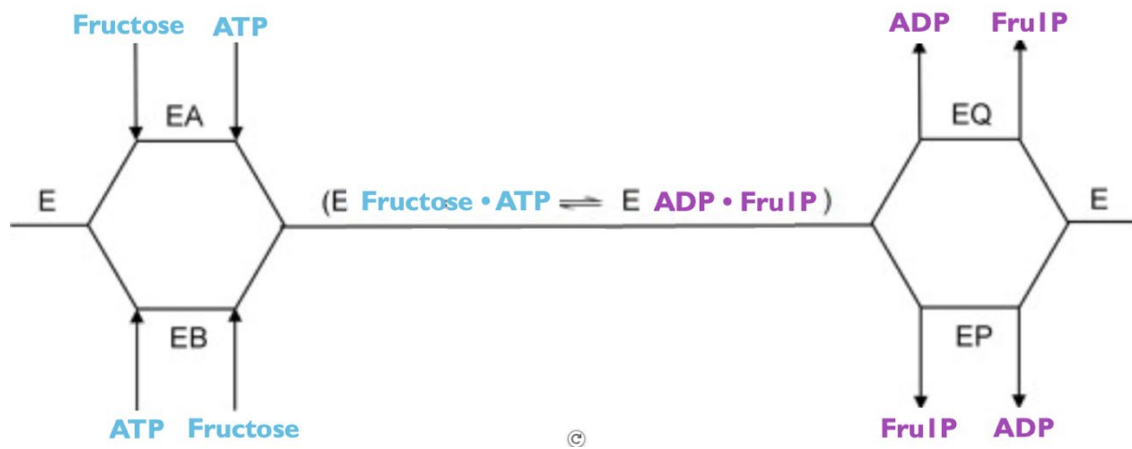 Fructose ATP
ADP Fru1P
EA
EQ
E
(E Fructose • ATP ⇌ E ADP • Fru1P )
E
EB
EP
ATP Fructose
Fru1P ADP
©